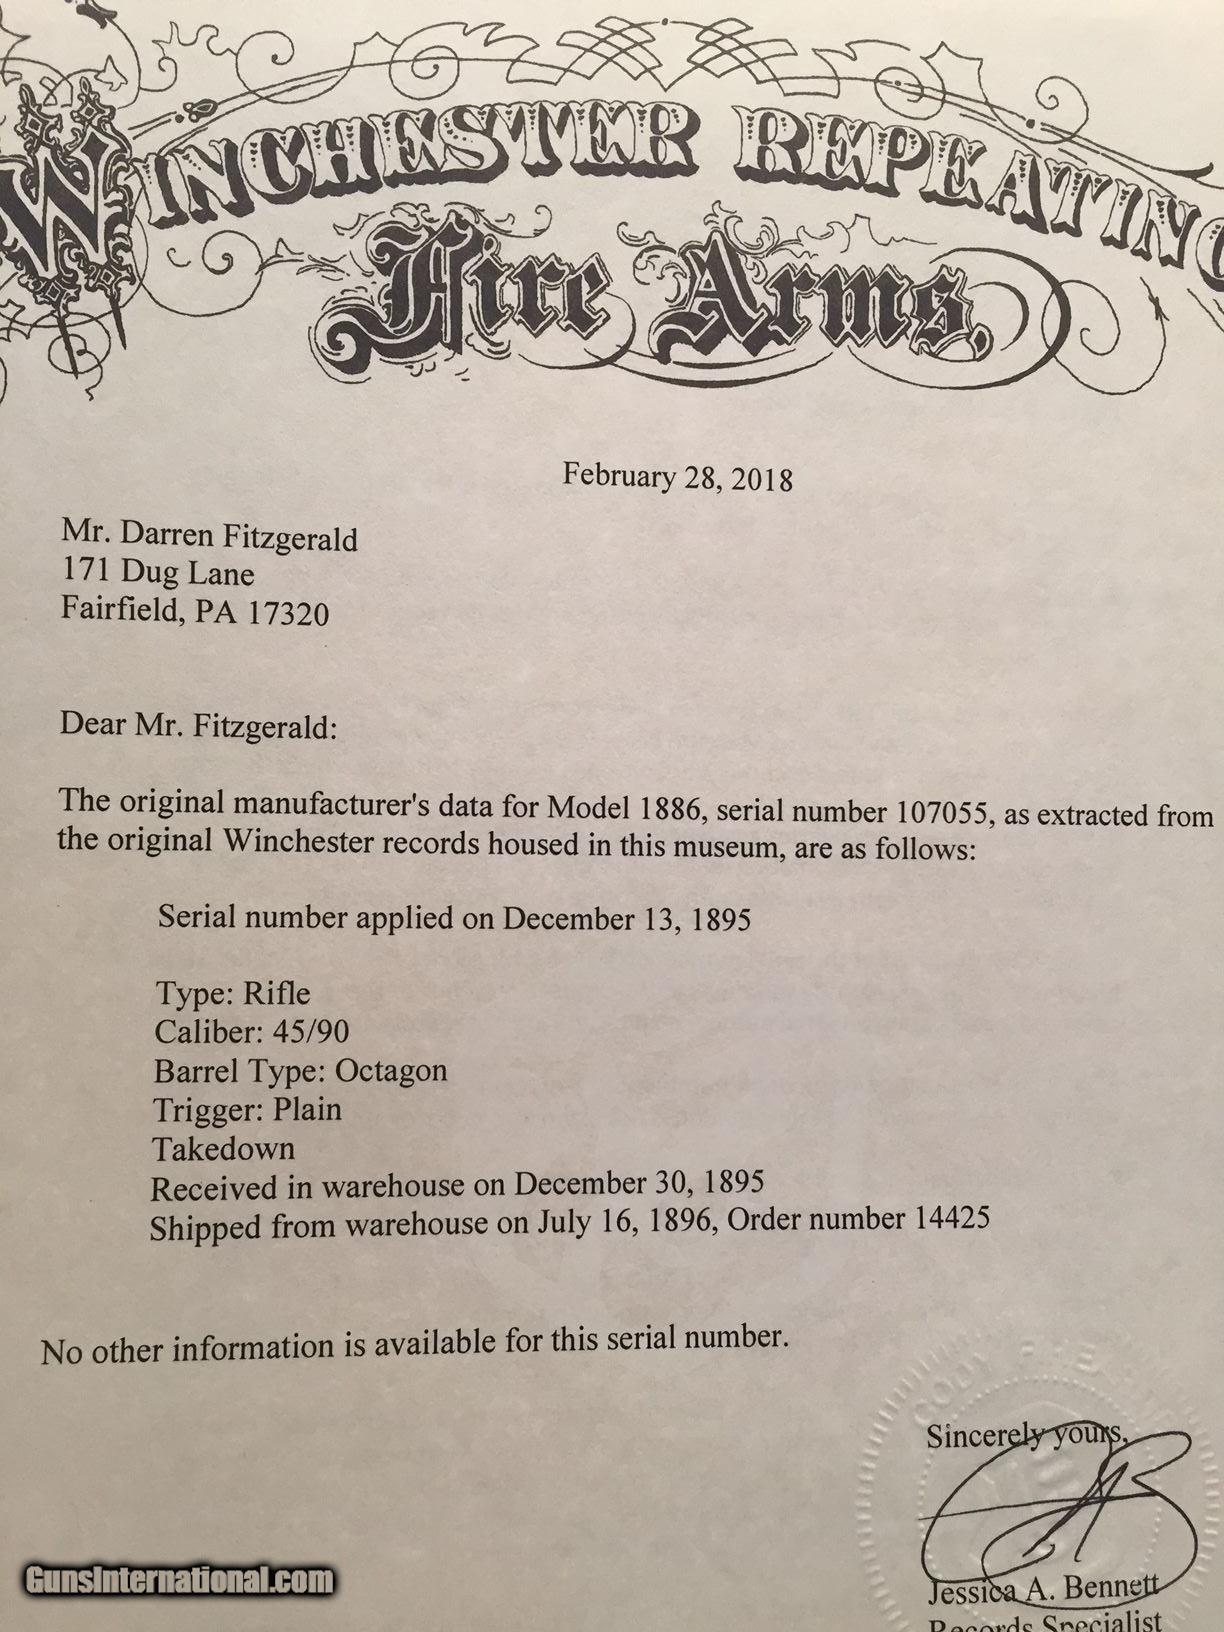 WINCHESTER REPEATING
Fire Arms,
February 28, 2018
Mr. Darren Fitzgerald
171 Dug Lane
Fairfield, PA 17320
Dear Mr. Fitzgerald:
The original manufacturer's data for Model 1886, serial number 107055, as extracted from
the original Winchester records housed in this museum, are as follows:
Serial number applied on December 13, 1895
Type: Rifle
Caliber: 45/90
Barrel Type: Octagon
Trigger: Plain
Takedown
Received in warehouse on December 30, 1895
Shipped from warehouse on July 16, 1896, Order number 14425
No other information is available for this serial number.
CODY
Sincerely yours,
Jessica A. Bennett
Records Specialist
GunsInternational.com